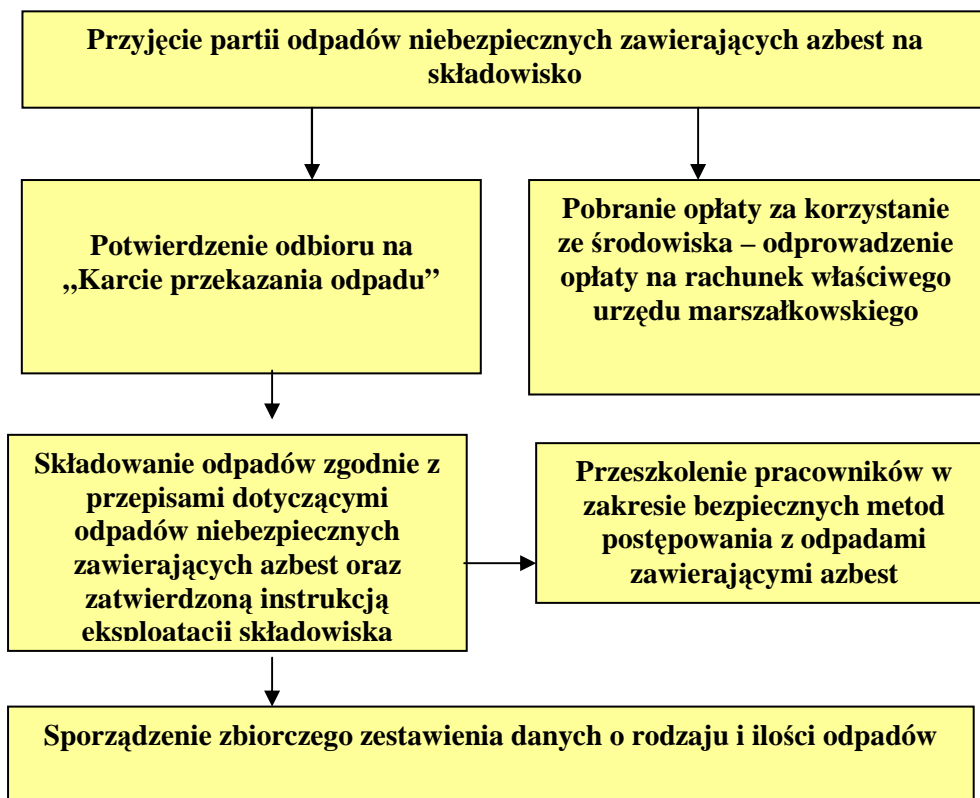 Przyjęcie partii odpadów niebezpiecznych zawierających azbest na
składowisko
Potwierdzenie odbioru na
„Karcie przekazania odpadu”
Pobranie opłaty za korzystanie
ze środowiska – odprowadzenie
opłaty na rachunek właściwego
urzędu marszałkowskiego
Składowanie odpadów zgodnie z
przepisami dotyczącymi
odpadów niebezpiecznych
zawierających azbest oraz
zatwierdzoną instrukcją
eksploatacji składowiska
Przeszkolenie pracowników w
zakresie bezpiecznych metod
postępowania z odpadami
zawierającymi azbest
Sporządzenie zbiorczego zestawienia danych o rodzaju i ilości odpadów